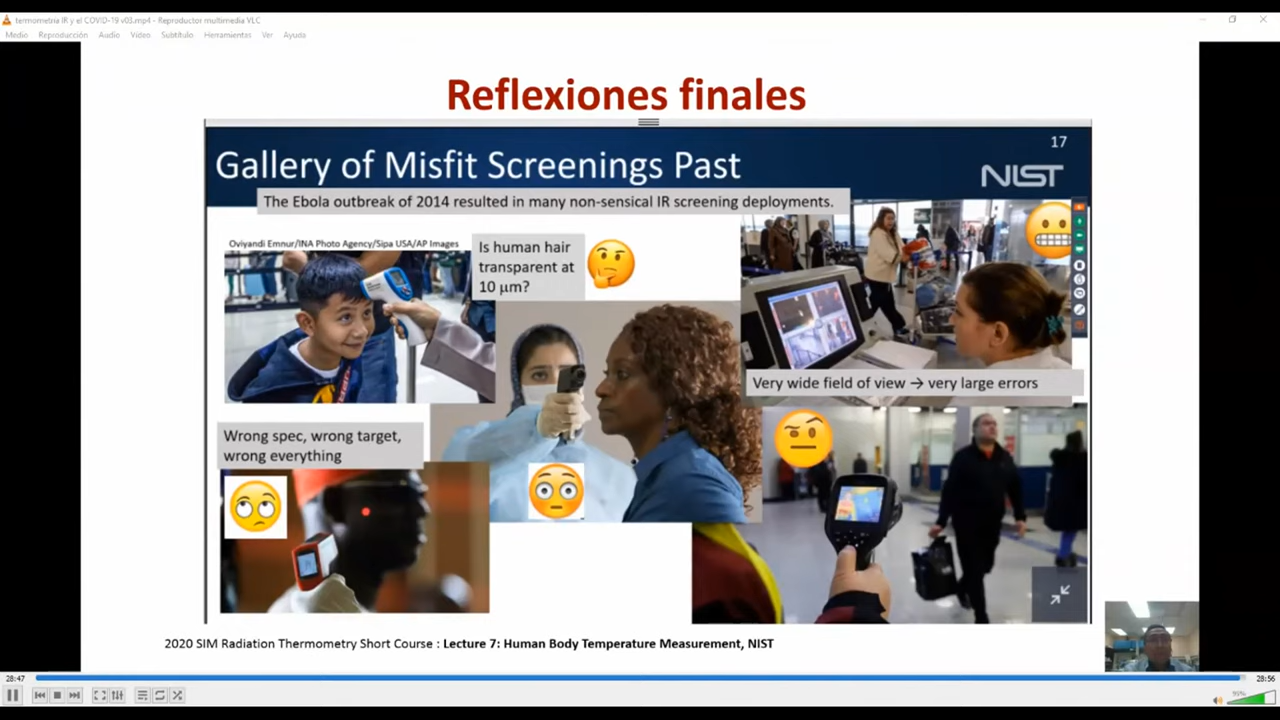 termometria IR y el COVID-19 v03.mp4 - Reproductor multimedia VLC
Medio Reproducción Audio Vídeo Subtítulo Herramientas Ver Ayuda
Reflexiones finales
17
Gallery of Misfit Screenings Past
NIST
The Ebola outbreak of 2014 resulted in many non-sensical IR screening deployments.
Oviyandi Emnur/INA Photo Agency/Sipa USA/AP Images
Is human hair
transparent at
10 μm?
Very wide field of view → very large errors
Wrong spec, wrong target,
wrong everything
2020 SIM Radiation Thermometry Short Course : Lecture 7: Human Body Temperature Measurement, NIST
28:47
28:56